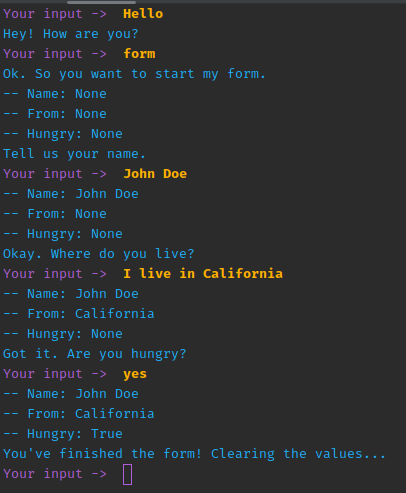 Your input ->  Hello
Hey! How are you?
Your input ->  form
Ok. So you want to start my form.
-- Name: None
-- From: None
-- Hungry: None
Tell us your name.
Your input ->  John Doe
-- Name: John Doe
-- From: None
-- Hungry: None
Okay. Where do you live?
Your input ->  I live in California
-- Name: John Doe
-- From: California
-- Hungry: None
Got it. Are you hungry?
Your input ->  yes
-- Name: John Doe
-- From: California
-- Hungry: True
You've finished the form! Clearing the values...
Your input ->